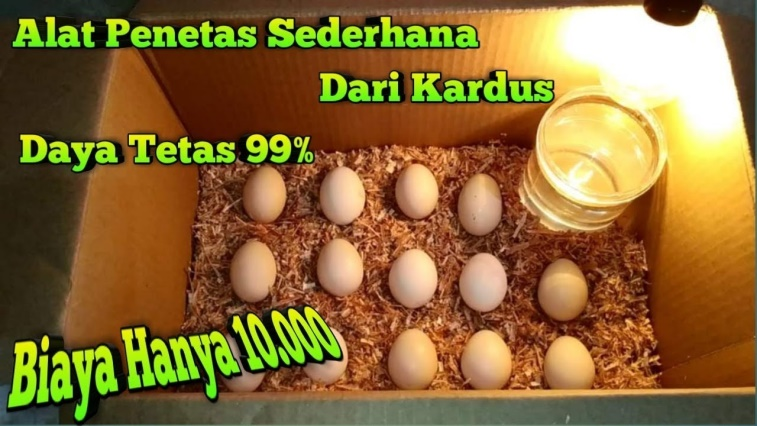 Alat Penetas Sederhana
Dari Kardus
Daya Tetas 99%
Biaya Hanya 10.000